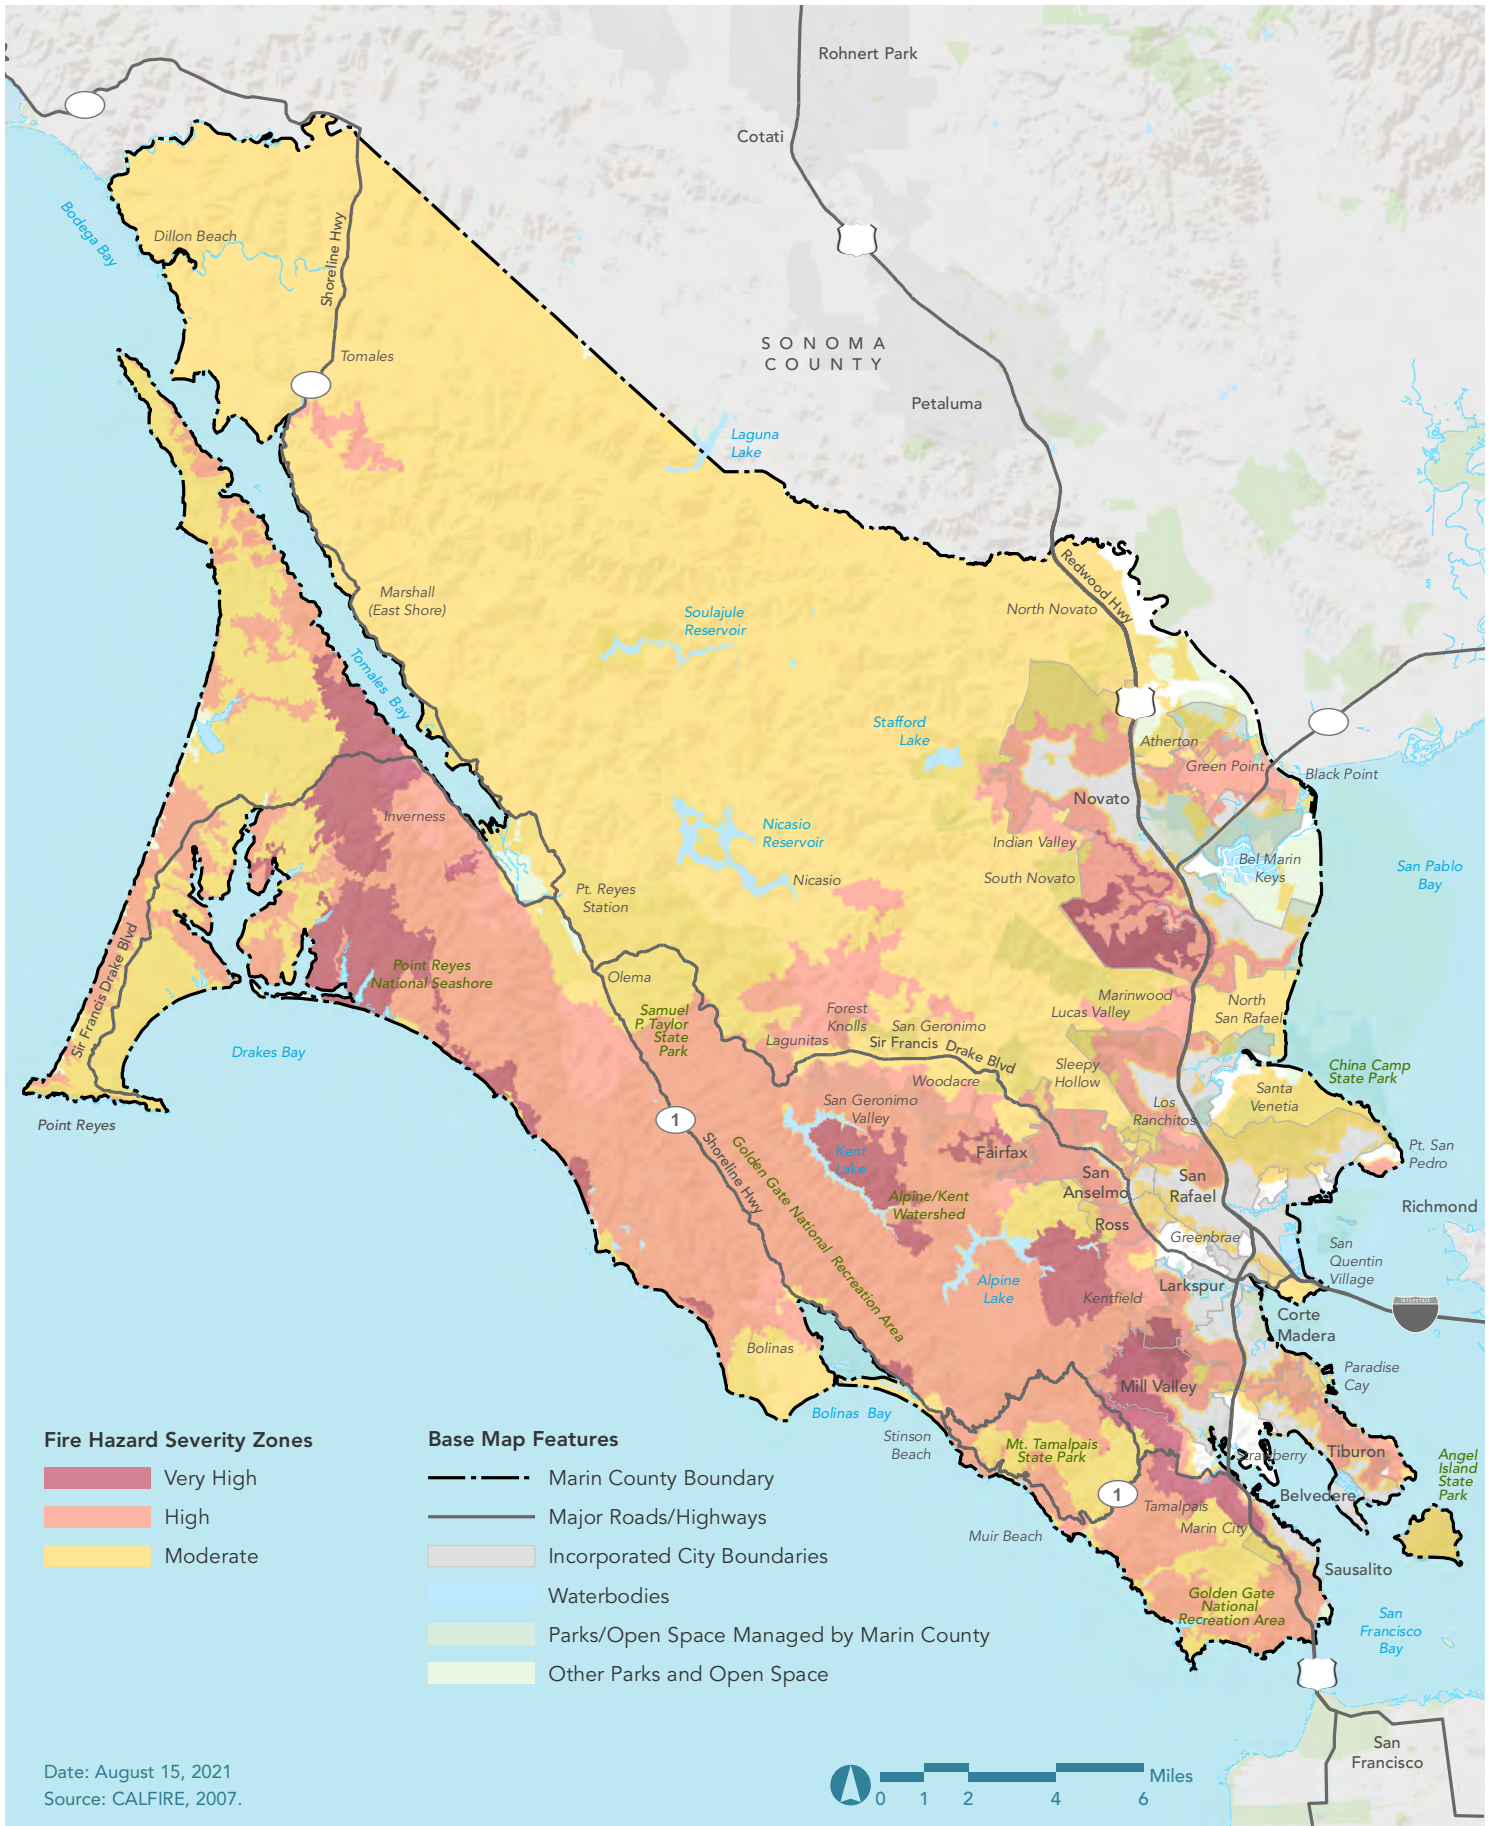 Rohnert Park
Cotati
Bodega Bay
Dillon Beach
Shoreline Hwy
SONOMA
COUNTY
Tomales
Petaluma
Laguna
Lake
Redwood Hwy
Marshall
(East Shore)
North Novato
Soulajule
Reservoir
Tomales Bay
Stafford
Lake
Atherton
Green Point
Black Point
Novato
Inverness
Nicasio
Reservoir
Indian Valley
Bel Marin
Keys
San Pablo
Bay
Nicasio
South Novato
Pt. Reyes
Station
Sir Francis Drake Blvd
Point Reyes
National Seashore
Olema
Marinwood
Lucas Valley
North
San Rafael
Samuel
P. Taylor
State
Park
Forest
Knolls
San Geronimo
Lagunitas
Sir Francis Drake Blvd
Drakes Bay
Sleepy
Hollow
China Camp
State Park
Woodacre
Santa
Venetia
San Geronimo
Valley
Los
Ranchitos
Point Reyes
1
Shoreline Hwy
Golden Gate National Recreation Area
Kent
Lake
Fairfax
Pt. San
Pedro
San
Anselmo
San
Rafael
Alpine/Kent
Watershed
Richmond
Ross
Greenbrae
San
Quentin
Village
Alpine
Lake
Larkspur
Kentfield
INTERSTATE
Corte
Madera
Bolinas
Paradise
Cay
Mill Valley
Bolinas Bay
Stinson
Beach
Mt. Tamalpais
State Park
Strawberry
Tiburon
Angel
Island
State
Park
1
Belvedere
Tamalpais
Marin City
Muir Beach
Sausalito
Golden Gate
National
Recreation Area
San
Francisco
Bay
San
Francisco
Fire Hazard Severity Zones
Very High
High
Moderate
Base Map Features
Marin County Boundary
Major Roads/Highways
Incorporated City Boundaries
Waterbodies
Parks/Open Space Managed by Marin County
Other Parks and Open Space
Date: August 15, 2021
Source: CALFIRE, 2007.
0 1 2 4 6 Miles